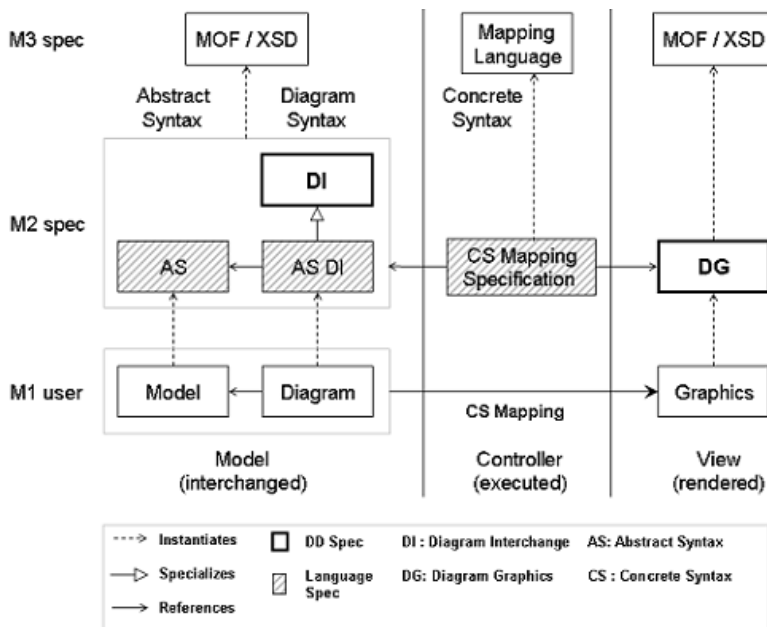 M3 spec
MOF / XSD
Mapping
Language
MOF / XSD
Abstract
Syntax
Diagram
Syntax
Concrete
Syntax
DI
M2 spec
AS
AS DI
CS Mapping
Specification
DG
M1 user
Model
Diagram
CS Mapping
Graphics
Model
(interchanged)
Controller
(executed)
View
(rendered)
Instantiates
DD Spec
DI : Diagram Interchange
AS: Abstract Syntax
Specializes
Language
Spec
DG: Diagram Graphics
CS : Concrete Syntax
References